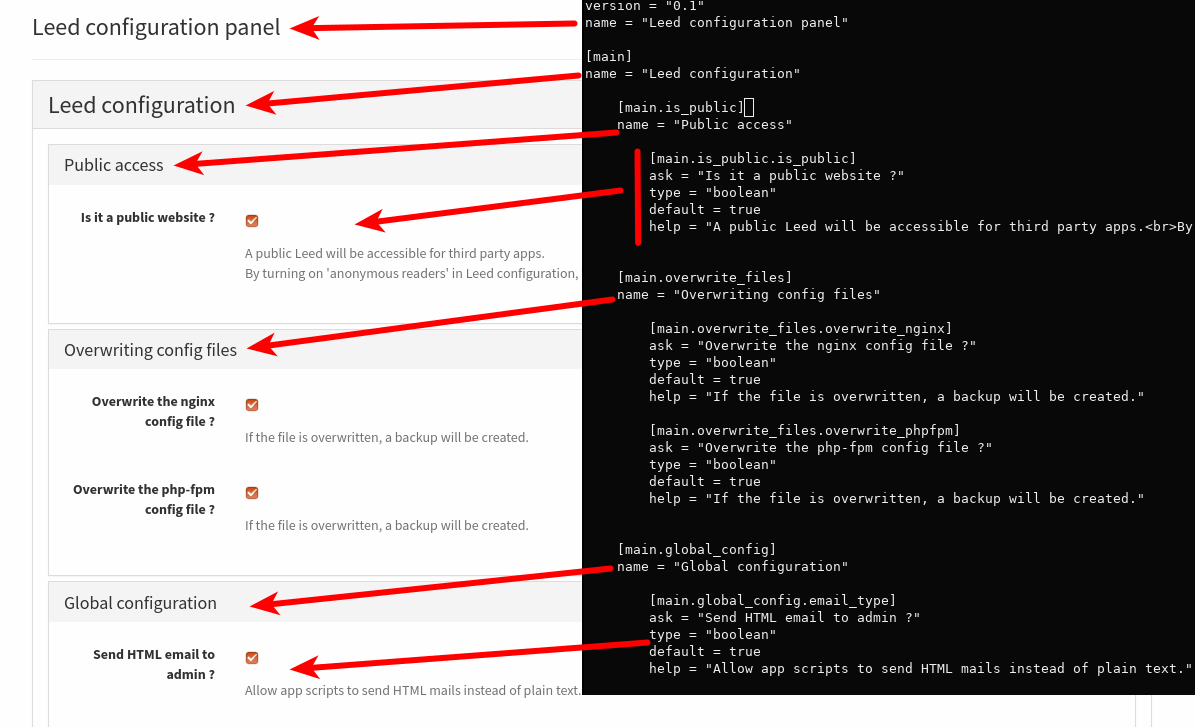 Leed configuration panel
Leed configuration
Public access
Is it a public website ?
A public Leed will be accessible for third party apps.
By turning on 'anonymous readers' in Leed configuration,
Overwriting config files
Overwrite the nginx
config file ?
If the file is overwritten, a backup will be created.
Overwrite the php-fpm
config file ?
If the file is overwritten, a backup will be created.
Global configuration
Send HTML email to
admin ?
Allow app scripts to send HTML mails instead of plain text.
version = "0.1"
name = "Leed configuration panel"
[main]
name = "Leed configuration"
[main.is_public]
name = "Public access"
[main.is_public.is_public]
ask = "Is it a public website ?"
type = "boolean"
default = true
help = "A public Leed will be accessible for third party apps.<br>By
[main.overwrite_files]
name = "Overwriting config files"
[main.overwrite_files.overwrite_nginx]
ask = "Overwrite the nginx config file ?"
type = "boolean"
default = true
help = "If the file is overwritten, a backup will be created."
[main.overwrite_files.overwrite_phpfpm]
ask = "Overwrite the php-fpm config file ?"
type = "boolean"
default = true
help = "If the file is overwritten, a backup will be created."
[main.global_config]
name = "Global configuration"
[main.global_config.email_type]
ask = "Send HTML email to admin ?"
type = "boolean"
default = true
help = "Allow app scripts to send HTML mails instead of plain text."